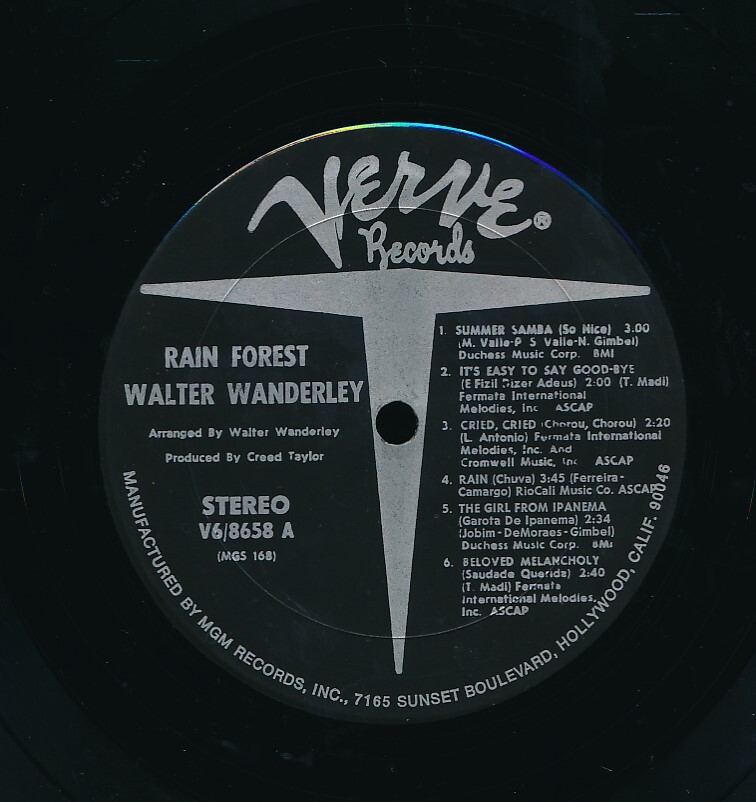 Verve®
Records
RAIN FOREST
WALTER WANDERLEY
Arranged By Walter Wanderley
Produced By Creed Taylor
STEREO
V6/8658 A
(MGS 168)
1. SUMMER SAMBA (So Nice) 3.00
(M. Valle-P S Valle-N. Gimbel)
Duchess Music Corp. BMI
2. IT'S EASY TO SAY GOOD-BYE
(E Fizil Dizer Adeus) 2:00 (T. Madi)
Fermata International
Melodies, Inc ASCAP
3. CRIED, CRIED (Chorou, Chorou) 2:20
(L. Antonio) Fermata International
Melodies, Inc. And
Cromwell Music, Inc ASCAP
4. RAIN (Chuva) 3:45 (Ferreira-
Camargo) RioCali Music Co. ASCAP
5. THE GIRL FROM IPANEMA
(Garota De Ipanema) 2:34
(Jobim-DeMoraes-Gimbel)
Duchess Music Corp. BMI
6. BELOVED MELANCHOLY
(Saudade Querida) 2:40
(T. Madi) Fermata
International Melodies,
Inc. ASCAP
MANUFACTURED BY MGM RECORDS, INC., 7165 SUNSET BOULEVARD, HOLLYWOOD, CALIF. 90046